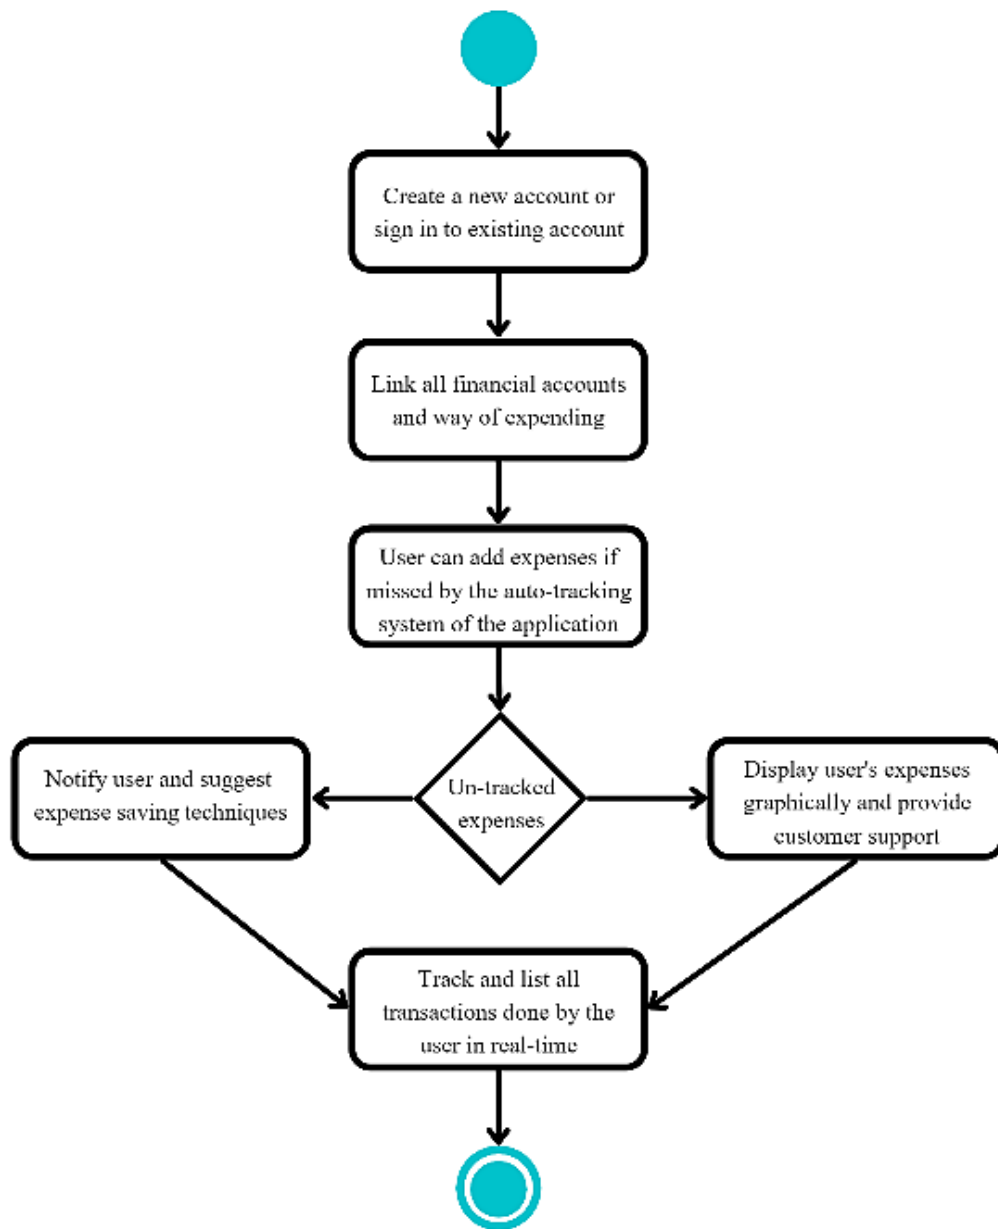 Create a new account or
sign in to existing account
Link all financial accounts
and way of expending
User can add expenses if
missed by the auto-tracking
system of the application
Un-tracked
expenses
Notify user and suggest
expense saving techniques
Display user's expenses
graphically and provide
customer support
Track and list all
transactions done by the
user in real-time